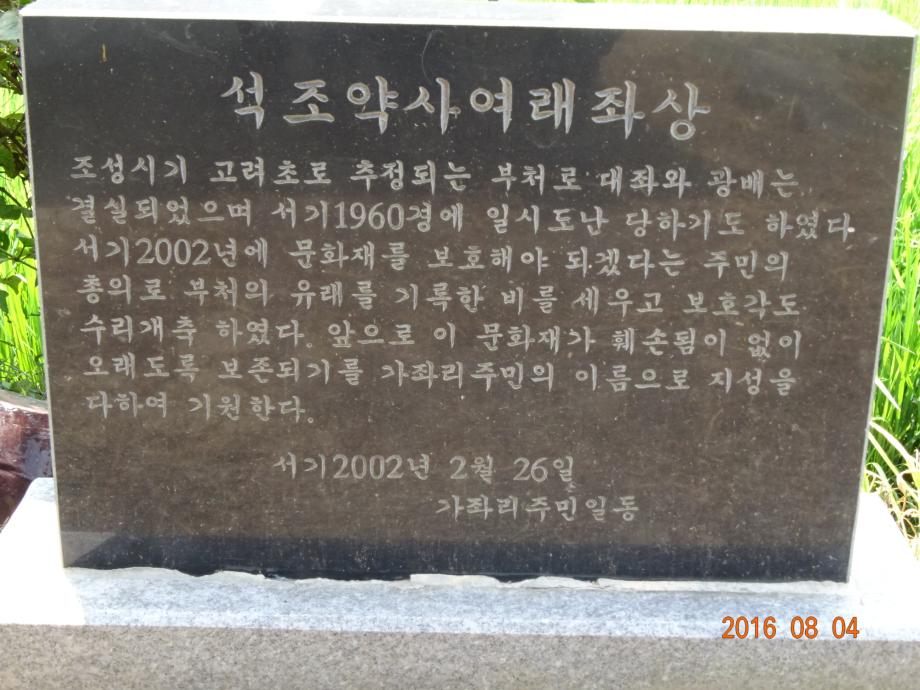 석조약사여래좌상
조성시기 고려초로 추정되는 부처로 대좌와 광배는
결실되었으며 서기1960경에 일시도난 당하기도 하였다.
서기2002년에 문화재를 보호해야 되겠다는 주민의
총의로 부처의 유래를 기록한 비를 세우고 보호각도
수리개축 하였다. 앞으로 이 문화재가 훼손됨이 없이
오래도록 보존되기를 가좌리주민의 이름으로 지성을
다하여 기원한다.
서기2002년 2월 26일
가좌리주민일동
2016 08 04